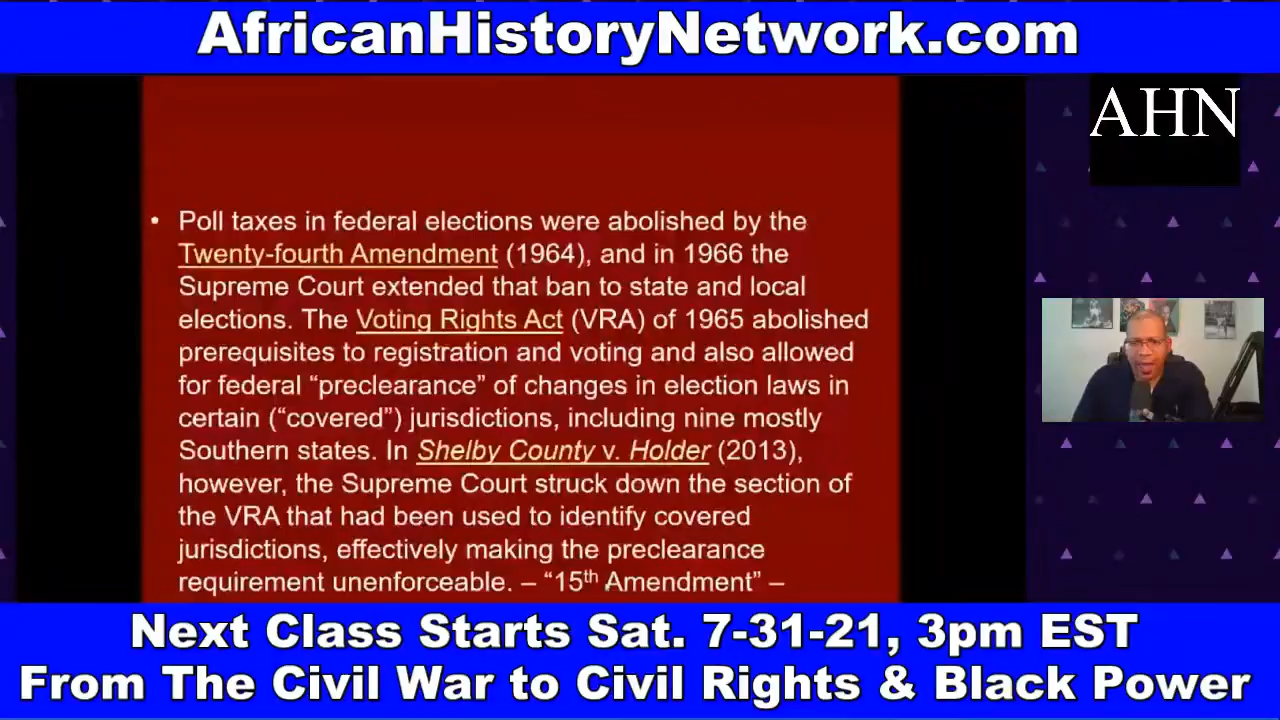 AfricanHistoryNetwork.com
AHN
• Poll taxes in federal elections were abolished by the
Twenty-fourth Amendment (1964), and in 1966 the
Supreme Court extended that ban to state and local
elections. The Voting Rights Act (VRA) of 1965 abolished
prerequisites to registration and voting and also allowed
for federal “preclearance” of changes in election laws in
certain (“covered”) jurisdictions, including nine mostly
Southern states. In Shelby County v. Holder (2013),
however, the Supreme Court struck down the section of
the VRA that had been used to identify covered
jurisdictions, effectively making the preclearance
requirement unenforceable. – “15th Amendment” –
Next Class Starts Sat. 7-31-21, 3pm EST
From The Civil War to Civil Rights & Black Power